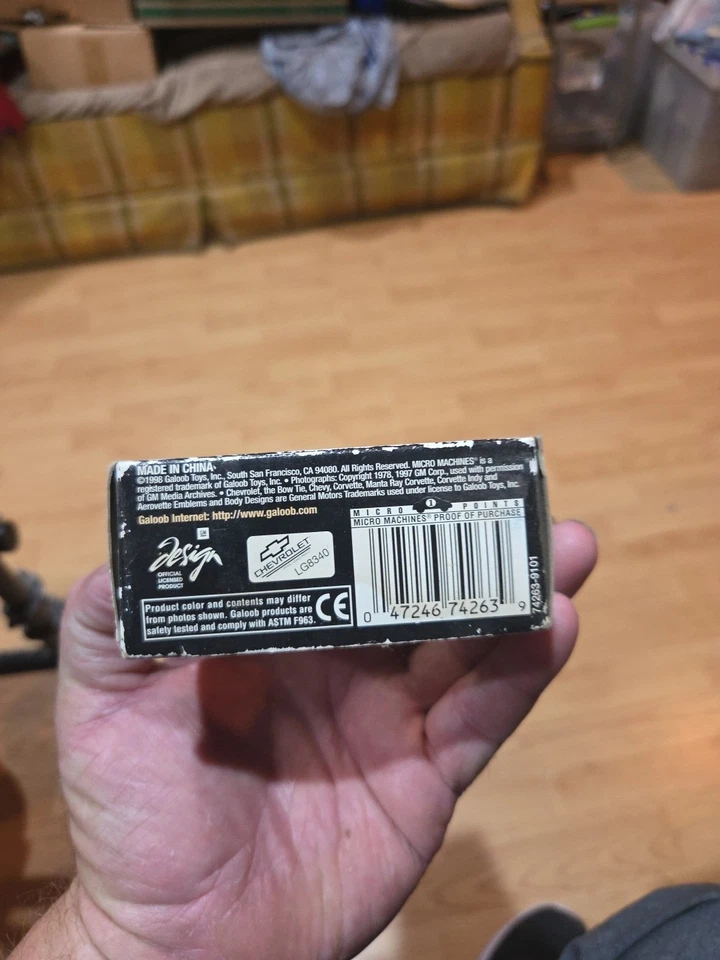 MADE IN CHINA
©1998 Galoob Toys, Inc., South San Francisco, CA 94080. All Rights Reserved. MICRO MACHINES® is a
registered trademark of Galoob Toys, Inc. • Photographs: Copyright 1978, 1997 GM Corp., used with permission
of GM Media Archives. • Chevrolet, the Bow Tie, Chevy, Corvette, Manta Ray Corvette, Corvette Indy and
Aerovette Emblems and Body Designs are General Motors Trademarks used under license to Galoob Toys, Inc.
Galoob Internet: http://www.galoob.com
GM
design
OFFICIAL
LICENSED
PRODUCT
CHEVROLET
LG8340
Product color and contents may differ
from photos shown. Galoob products are
safety tested and comply with ASTM F963.
CE
MICRO 1 POINTS
MICRO MACHINES® PROOF OF PURCHASE
0 47246 74263 9
74263-9101